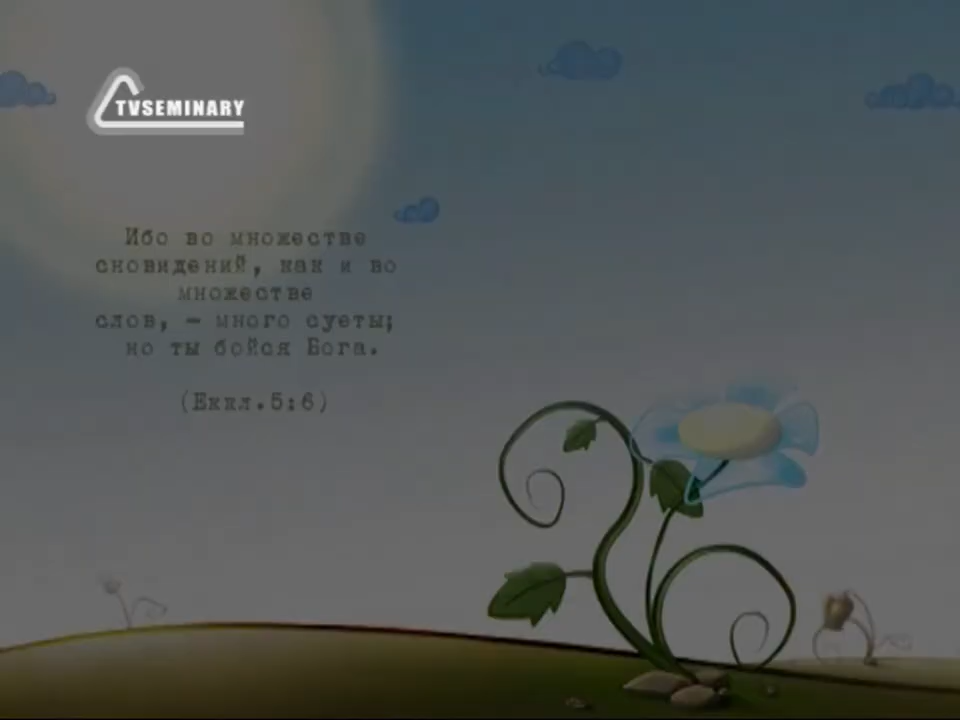 TVSEMINARY
Ибо во множестве
сновидений, как и во
множестве
слов, – много суеты;
но ты бойся Бога.
(Еккл.5:6)